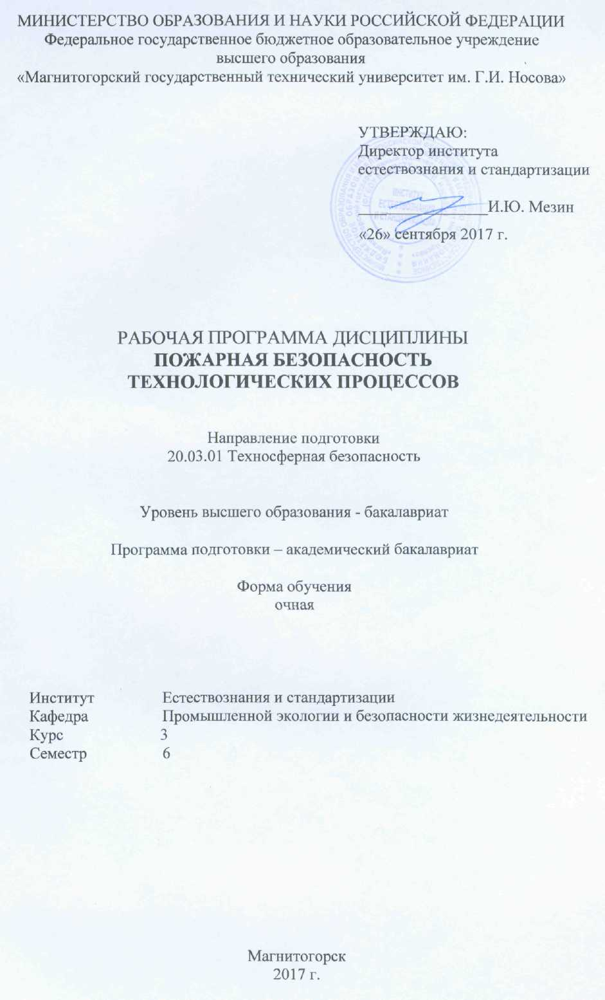 МИНИСТЕРСТВО ОБРАЗОВАНИЯ И НАУКИ РОССИЙСКОЙ ФЕДЕРАЦИИ
Федеральное государственное бюджетное образовательное учреждение
высшего образования
«Магнитогорский государственный технический университет им. Г.И. Носова»
УТВЕРЖДАЮ:
Директор института
естествознания и стандартизации
И.Ю. Мезин
«26» сентября 2017 г.
ИНСТИТУТ
ЕСТЕСТВОЗНАНИЯ
И СТАНДАРТИЗАЦИИ
РАБОЧАЯ ПРОГРАММА ДИСЦИПЛИНЫ
ПОЖАРНАЯ БЕЗОПАСНОСТЬ
ТЕХНОЛОГИЧЕСКИХ ПРОЦЕССОВ
Направление подготовки
20.03.01 Техносферная безопасность
Уровень высшего образования - бакалавриат
Программа подготовки – академический бакалавриат
Форма обучения
очная
Институт Естествознания и стандартизации
Кафедра Промышленной экологии и безопасности жизнедеятельности
Курс 3
Семестр 6
Магнитогорск
2017 г.